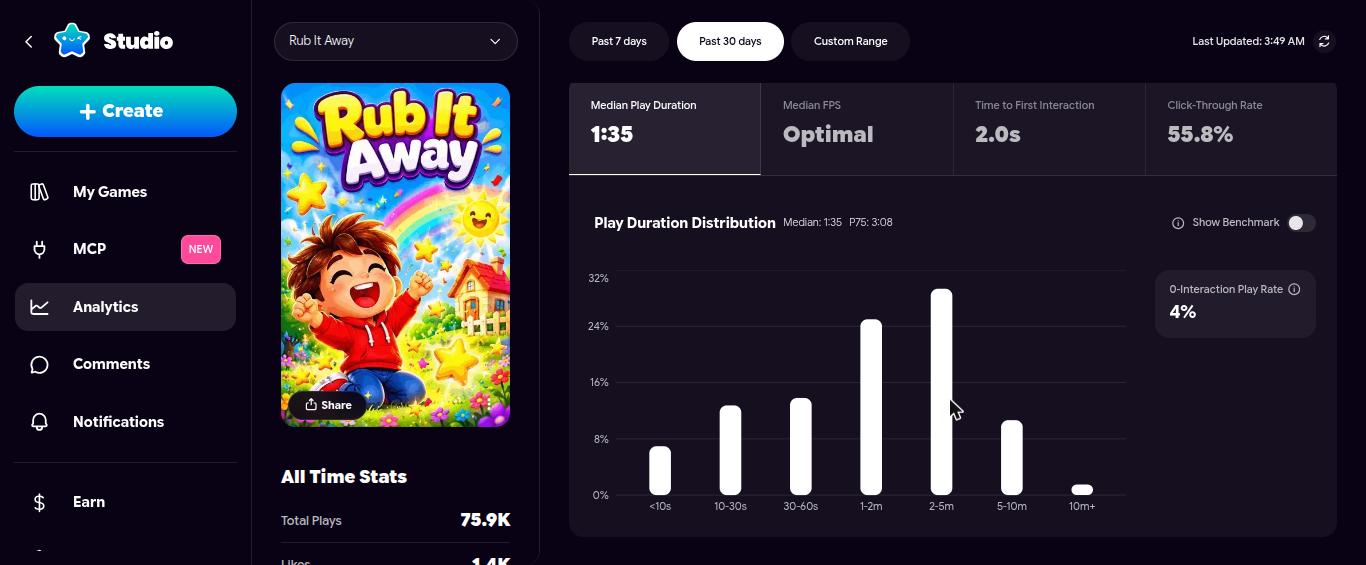 Studio
Create
My Games
MCP
NEW
Analytics
Comments
Notifications
Earn
Rub It Away
Rub It
Away
Share
All Time Stats
Total Plays
75.9K
Likes
1.4K
Past 7 days
Past 30 days
Custom Range
Last Updated: 3:49 AM
Median Play Duration
1:35
Median FPS
Optimal
Time to First Interaction
2.0s
Click-Through Rate
55.8%
Play Duration Distribution Median: 1:35 P75: 3:08
Show Benchmark
32%
24%
16%
8%
0%
<10s
10-30s
30-60s
1-2m
2-5m
5-10m
10m+
0-Interaction Play Rate
4%